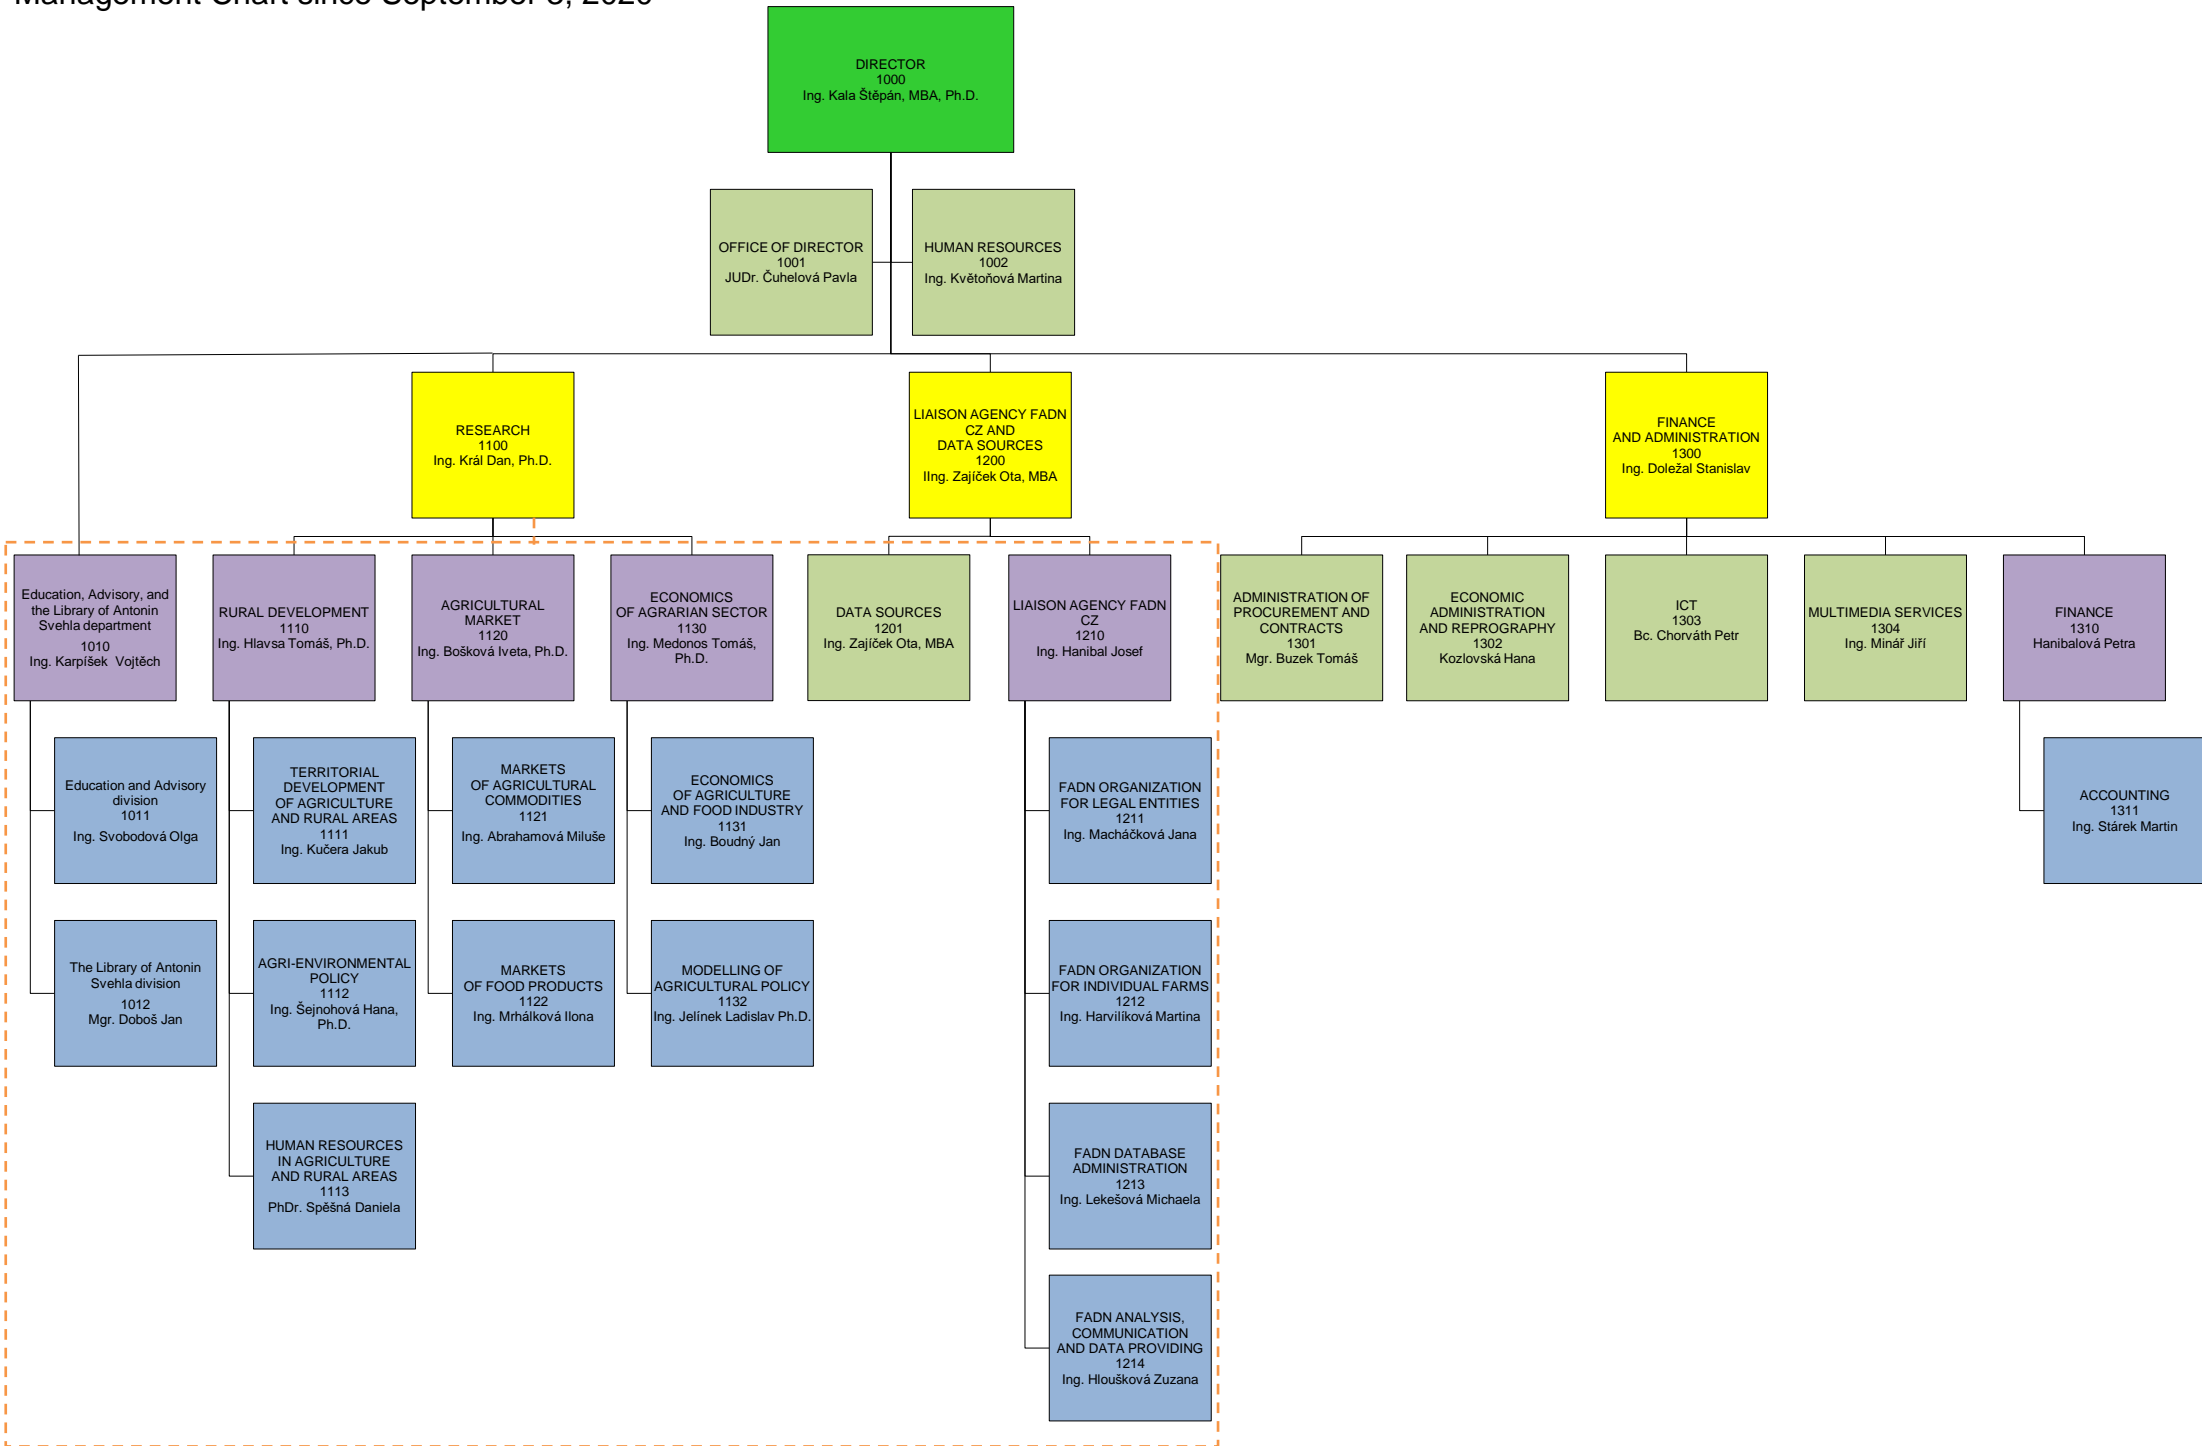 Management Chart since September
DIRECTOR
1000
Ing. Kala Štěpán, MBA, Ph.D.
OFFICE OF DIRECTOR
1001
JUDr. Čuhelová Pavla
HUMAN RESOURCES
1002
Ing. Květoňová Martina
RESEARCH
1100
Ing. Král Dan, Ph.D.
LIAISON AGENCY FADN
CZ AND
DATA SOURCES
1200
IIng. Zajíček Ota, MBA
FINANCE
AND ADMINISTRATION
1300
Ing. Doležal Stanislav
Education, Advisory, and
the Library of Antonin
Svehla department
1010
Ing. Karpíšek Vojtěch
RURAL DEVELOPMENT
1110
Ing. Hlavsa Tomáš, Ph.D.
AGRICULTURAL
MARKET
1120
Ing. Bošková Iveta, Ph.D.
ECONOMICS
OF AGRARIAN SECTOR
1130
Ing. Medonos Tomáš,
Ph.D.
DATA SOURCES
1201
Ing. Zajíček Ota, MBA
LIAISON AGENCY FADN
CZ
1210
Ing. Hanibal Josef
ADMINISTRATION OF
PROCUREMENT AND
CONTRACTS
1301
Mgr. Buzek Tomáš
ECONOMIC
ADMINISTRATION
AND REPROGRAPHY
1302
Kozlovská Hana
ICT
1303
Bc. Chorváth Petr
MULTIMEDIA SERVICES
1304
Ing. Minář Jiří
FINANCE
1310
Hanibalová Petra
Education and Advisory
division
1011
Ing. Svobodová Olga
TERRITORIAL
DEVELOPMENT
OF AGRICULTURE
AND RURAL AREAS
1111
Ing. Kučera Jakub
MARKETS
OF AGRICULTURAL
COMMODITIES
1121
Ing. Abrahamová Miluše
ECONOMICS
OF AGRICULTURE
AND FOOD INDUSTRY
1131
Ing. Boudný Jan
FADN ORGANIZATION
FOR LEGAL ENTITIES
1211
Ing. Macháčková Jana
ACCOUNTING
1311
Ing. Stárek Martin
The Library of Antonin
Svehla division
1012
Mgr. Doboš Jan
AGRI-ENVIRONMENTAL
POLICY
1112
Ing. Šejnohová Hana,
Ph.D.
MARKETS
OF FOOD PRODUCTS
1122
Ing. Mrhálková Ilona
MODELLING OF
AGRICULTURAL POLICY
1132
Ing. Jelínek Ladislav Ph.D.
FADN ORGANIZATION
FOR INDIVIDUAL FARMS
1212
Ing. Harvilíková Martina
HUMAN RESOURCES
IN AGRICULTURE
AND RURAL AREAS
1113
PhDr. Spěšná Daniela
FADN DATABASE
ADMINISTRATION
1213
Ing. Lekešová Michaela
FADN ANALYSIS,
COMMUNICATION
AND DATA PROVIDING
1214
Ing. Hloušková Zuzana